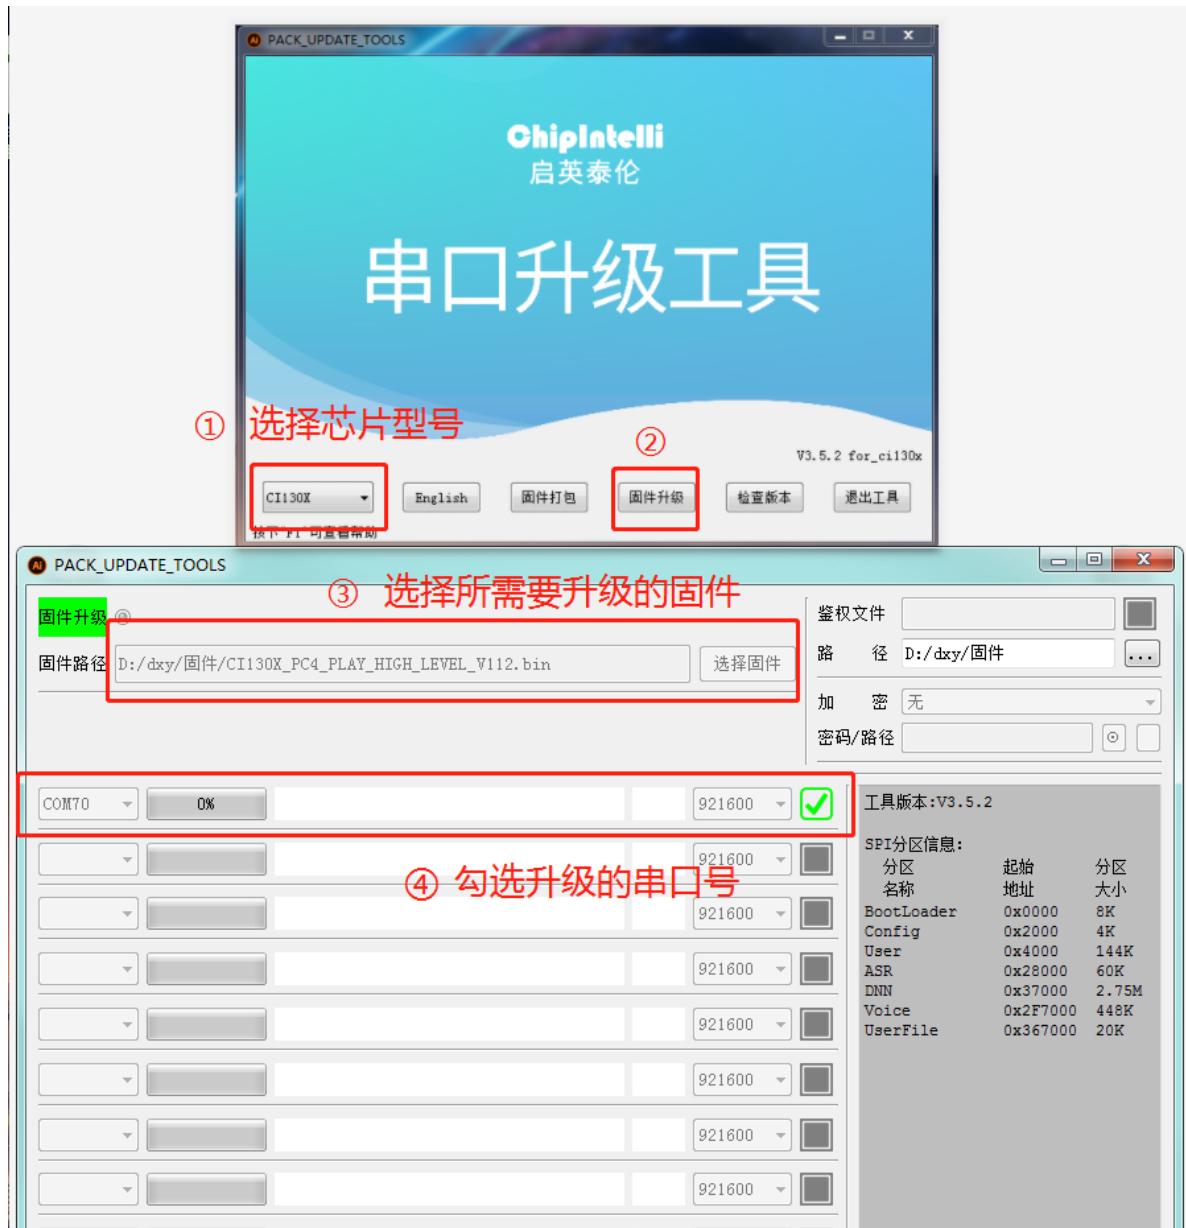 PACK_UPDATE_TOOLS
ChipIntelli
启英泰伦
串口升级工具
① 选择芯片型号
②
V3.5.2 for_ci130x
CI130X English 固件打包 固件升级 检查版本 退出工具
按下"F1"可查看帮助
PACK_UPDATE_TOOLS
③ 选择所需要升级的固件
固件升级
鉴权文件
固件路径 D:/dxy/固件/CI130X_PC4_PLAY_HIGH_LEVEL_V112.bin 选择固件
路 径 D:/dxy/固件 ...
加 密 无
密码/路径
COM70 0% 921600
工具版本:V3.5.2
921600
④ 勾选升级的串口号
921600
921600
921600
921600
921600
921600
SPI分区信息:
分区 起始 分区
名称 地址 大小
BootLoader 0x0000 8K
Config 0x2000 4K
User 0x4000 144K
ASR 0x28000 60K
DNN 0x37000 2.75M
Voice 0x2F7000 448K
UserFile 0x367000 20K